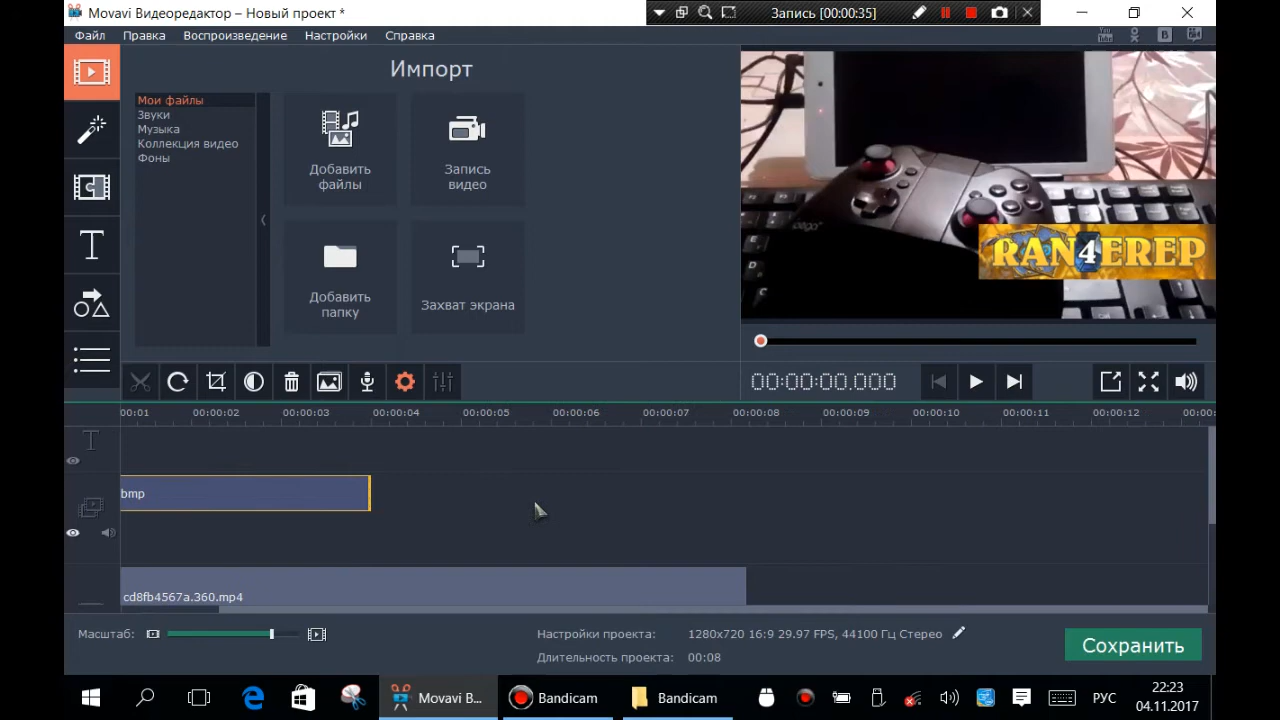 Movavi Видеоредактор – Новый проект *
Запись [00:00:35]
Файл Правка Воспроизведение Настройки Справка
Импорт
Мои файлы
Звуки
Музыка
Коллекция видео
Фоны
Добавить файлы
Запись видео
Добавить папку
Захват экрана
ipega
RAN4EREP
00:00:00.000
00:01 00:00:02 00:00:03 00:00:04 00:00:05 00:00:06 00:00:07 00:00:08 00:00:09 00:00:10 00:00:11 00:00:12 00:00:
bmp
cd8fb4567a.360.mp4
Масштаб:
Настройки проекта: 1280x720 16:9 29.97 FPS, 44100 Гц Стерео
Длительность проекта: 00:08
Сохранить
Movavi В...
Bandicam
Bandicam
РУС
22:23
04.11.2017